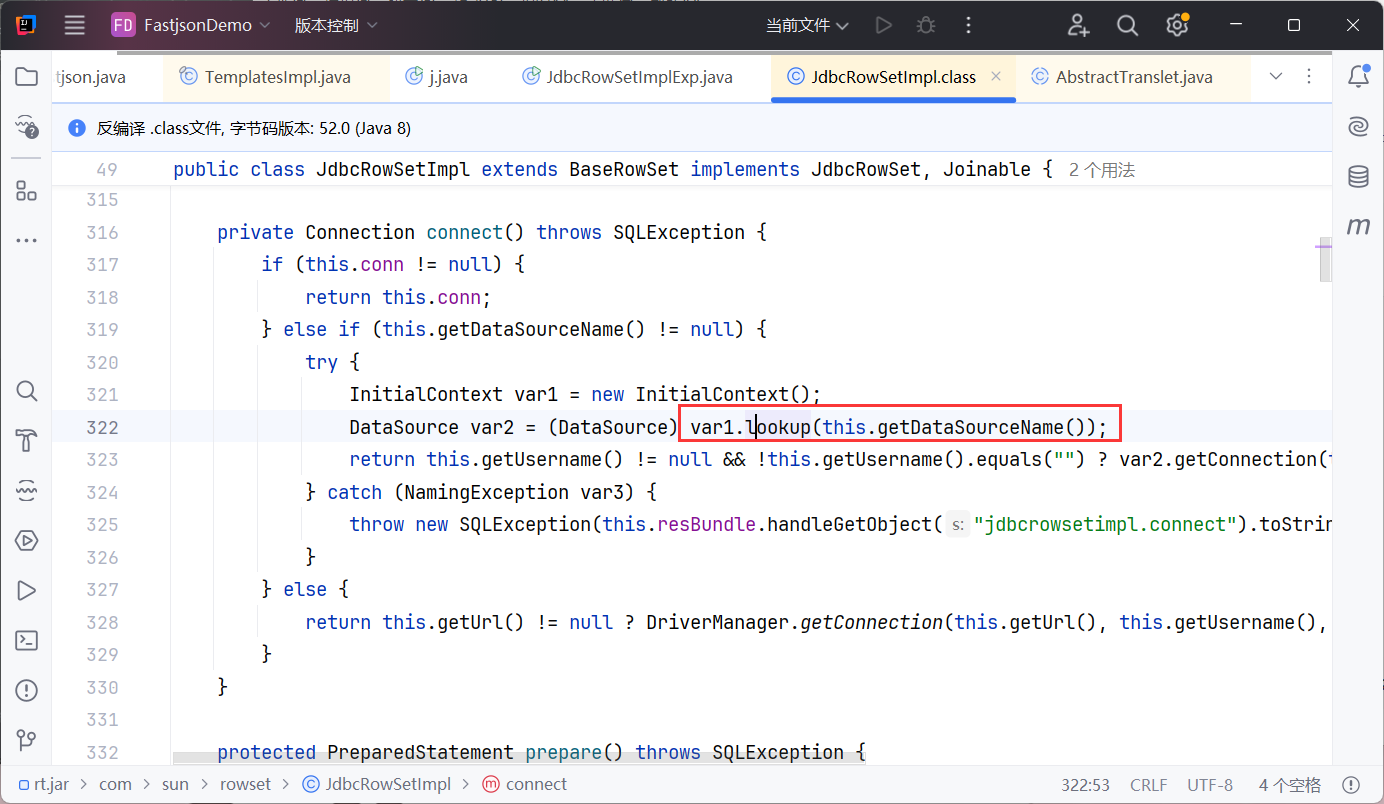 FD FastjsonDemo 版本控制 当前文件
tjson.java TemplatesImpl.java j.java JdbcRowSetImplExp.java JdbcRowSetImpl.class AbstractTranslet.java
反编译 .class文件, 字节码版本: 52.0 (Java 8)
49 public class JdbcRowSetImpl extends BaseRowSet implements JdbcRowSet, Joinable { 2 个用法
315
316 private Connection connect() throws SQLException {
317 if (this.conn != null) {
318 return this.conn;
319 } else if (this.getDataSourceName() != null) {
320 try {
321 InitialContext var1 = new InitialContext();
322 DataSource var2 = (DataSource) var1.lookup(this.getDataSourceName());
323 return this.getUsername() != null && !this.getUsername().equals("") ? var2.getConnection(
324 } catch (NamingException var3) {
325 throw new SQLException(this.resBundle.handleGetObject( s: "jdbcrowsetimpl.connect").toStrin
326 }
327 } else {
328 return this.getUrl() != null ? DriverManager.getConnection(this.getUrl(), this.getUsername(),
329 }
330 }
331
332 protected PreparedStatement prepare() throws SQLException {
rt.jar > com > sun > rowset > JdbcRowSetImpl > connect 322:53 CRLF UTF-8 4 个空格